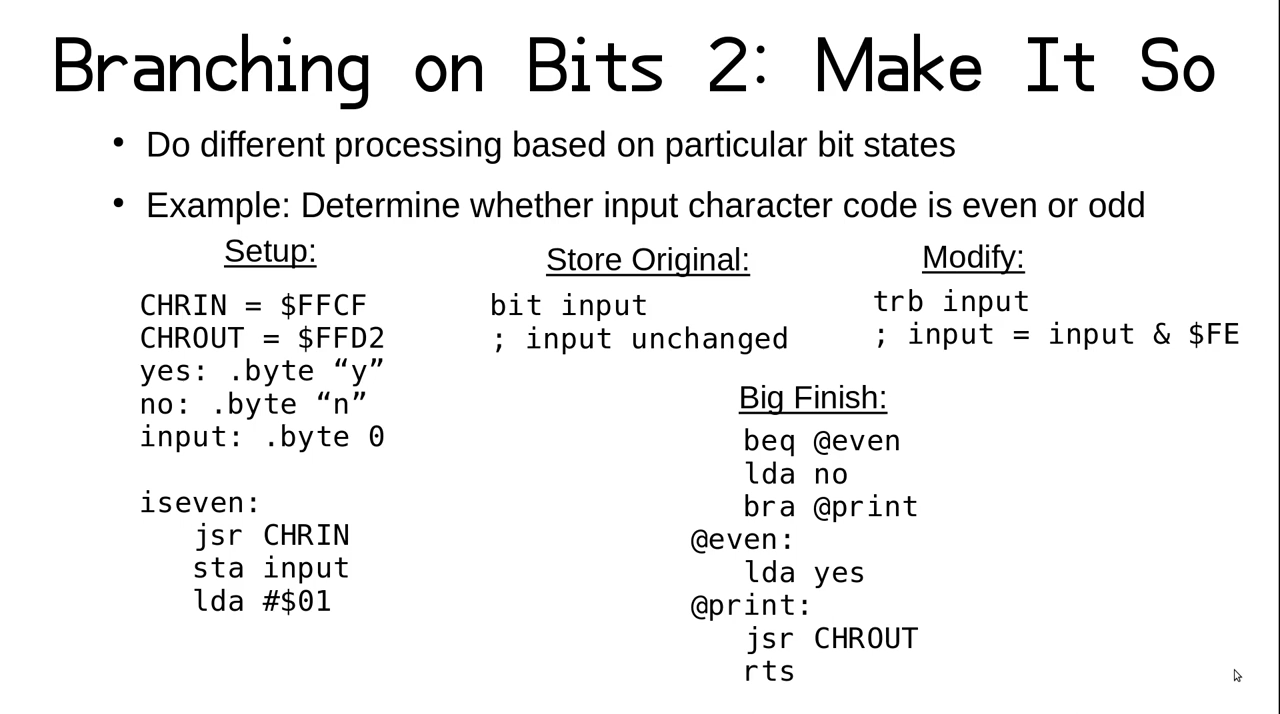 Branching on Bits 2: Make It So
• Do different processing based on particular bit states
• Example: Determine whether input character code is even or odd
Setup:
CHRIN = $FFCF
CHROUT = $FFD2
yes: .byte “y”
no: .byte “n”
input: .byte 0
iseven:
jsr CHRIN
sta input
lda #$01
Store Original:
bit input
; input unchanged
Modify:
trb input
; input = input & $FE
Big Finish:
beq @even
lda no
bra @print
@even:
lda yes
@print:
jsr CHROUT
rts